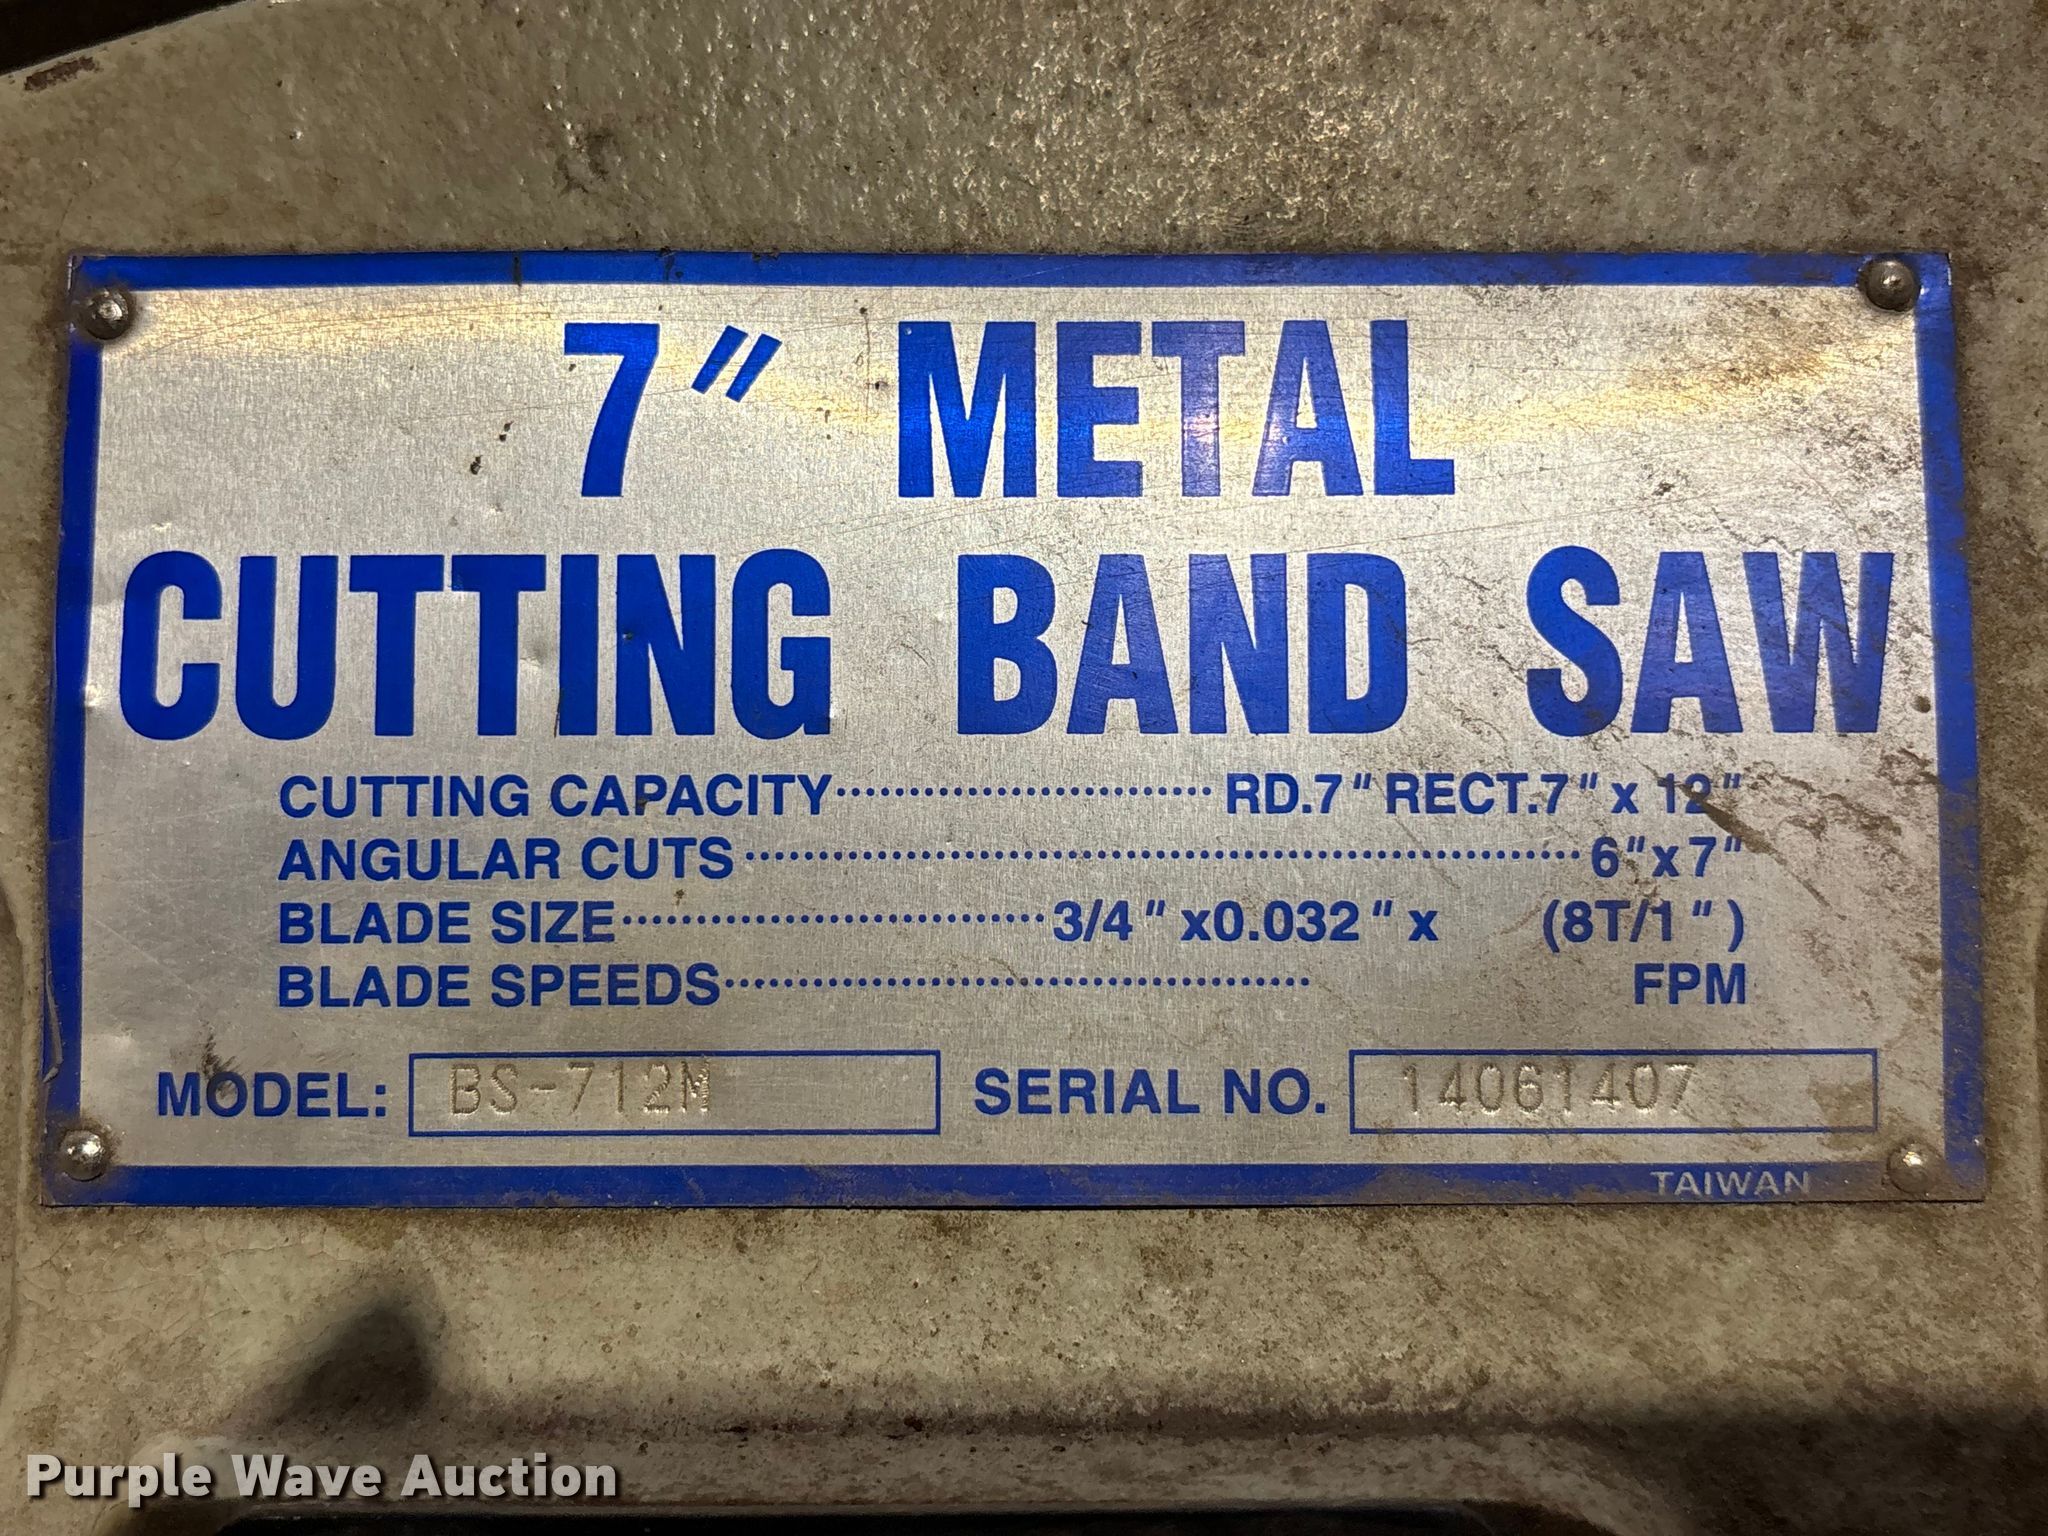 7" METAL
CUTTING BAND SAW
CUTTING CAPACITY RD.7" RECT.7" x 12"
ANGULAR CUTS 6"x7"
BLADE SIZE 3/4" x0.032" x (8T/1")
BLADE SPEEDS FPM
MODEL: BS-712M SERIAL NO. 14061407
TAIWAN
Purple Wave Auction